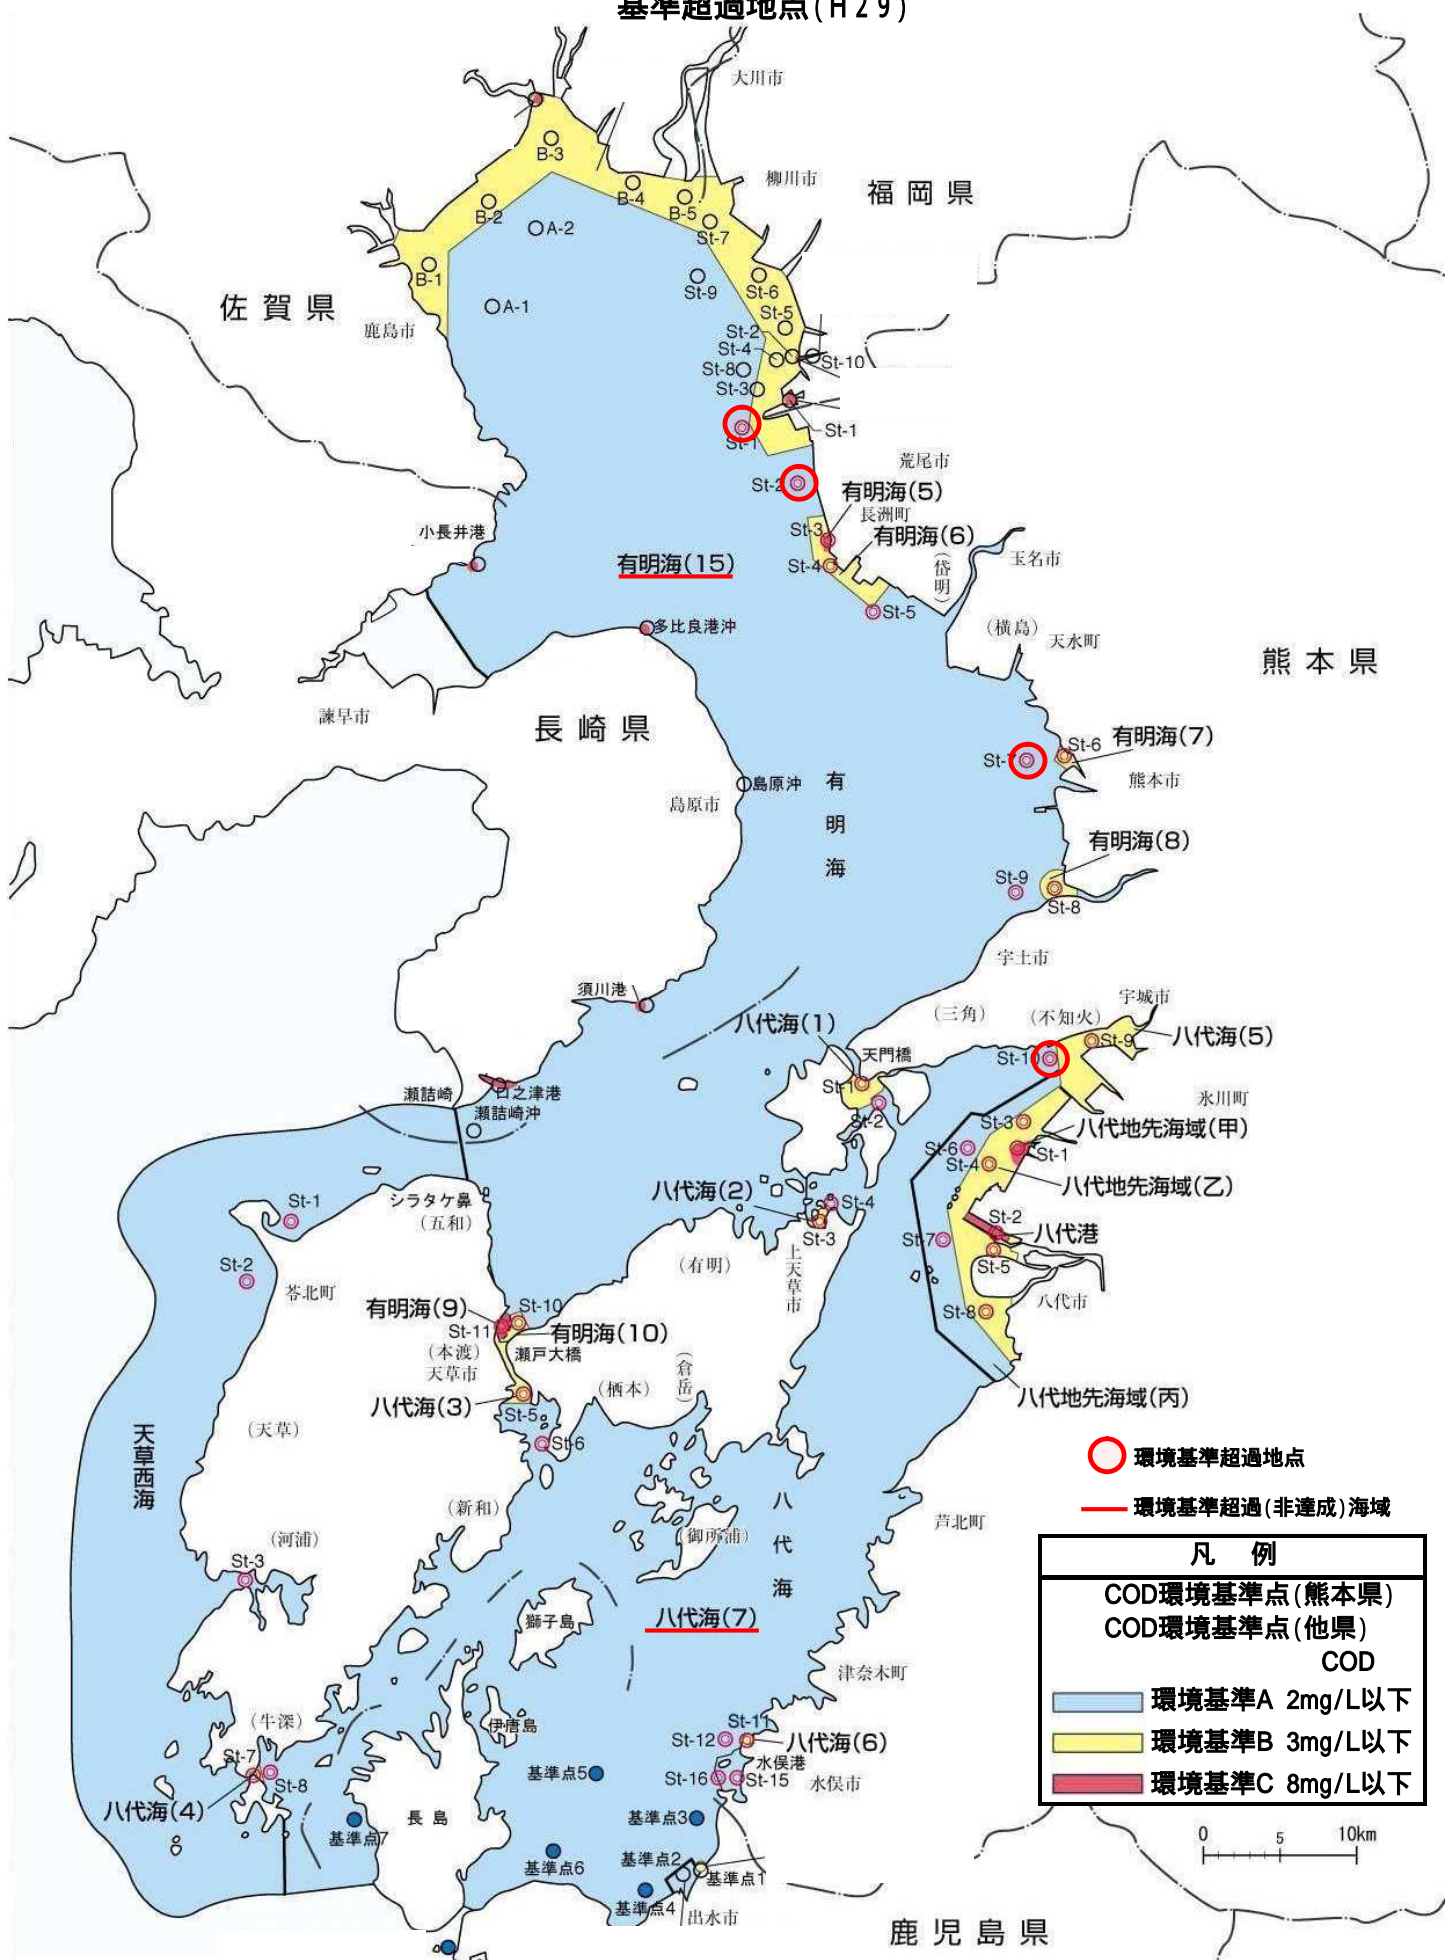 基準超過地点(H29)
大川市
B-3
柳川市
福岡県
B-4
B-5
B-2
A-2
St-7
B-1
St-9
St-6
A-1
佐賀県
鹿島市
St-5
St-2
St-4
St-10
St-8
St-3
St-1
St-1
荒尾市
St-2
有明海(5)
長洲町
St-3
有明海(6)
小長井港
有明海(15)
St-4
(岱明)
玉名市
St-5
多比良港沖
(横島)
天水町
熊本県
諫早市
長崎県
St-6
有明海(7)
St-7
島原沖
熊本市
島原市
有明海
有明海(8)
St-9
St-8
宇土市
須川港
宇城市
(三角)
(不知火)
八代海(1)
天門橋
St-9
八代海(5)
St-10
St-1
瀬詰崎
口之津港
瀬詰崎沖
St-2
氷川町
St-3
八代地先海域(甲)
St-6
St-1
St-4
八代地先海域(乙)
シラタケ鼻
(五和)
St-1
八代海(2)
St-4
St-3
St-2
八代港
St-7
St-5
上天草市
(有明)
St-2
苓北町
八代市
St-8
有明海(9)
St-10
St-11
有明海(10)
(本渡)
瀬戸大橋
天草市
(倉岳)
(栖本)
八代海(3)
St-5
八代地先海域(丙)
St-6
(天草)
天草西海
環境基準超過地点
環境基準超過(非達成)海域
(新和)
八代海
芦北町
(御所浦)
(河浦)
St-3
凡 例
COD環境基準点(熊本県)
COD環境基準点(他県)
COD
環境基準A 2mg/L以下
環境基準B 3mg/L以下
環境基準C 8mg/L以下
獅子島
八代海(7)
津奈木町
伊唐島
(牛深)
St-11
St-12
八代海(6)
水俣港
St-7
St-8
基準点5
St-16
St-15
水俣市
八代海(4)
長島
基準点3
基準点7
基準点6
基準点2
基準点1
基準点4
出水市
0
5
10km
鹿児島県